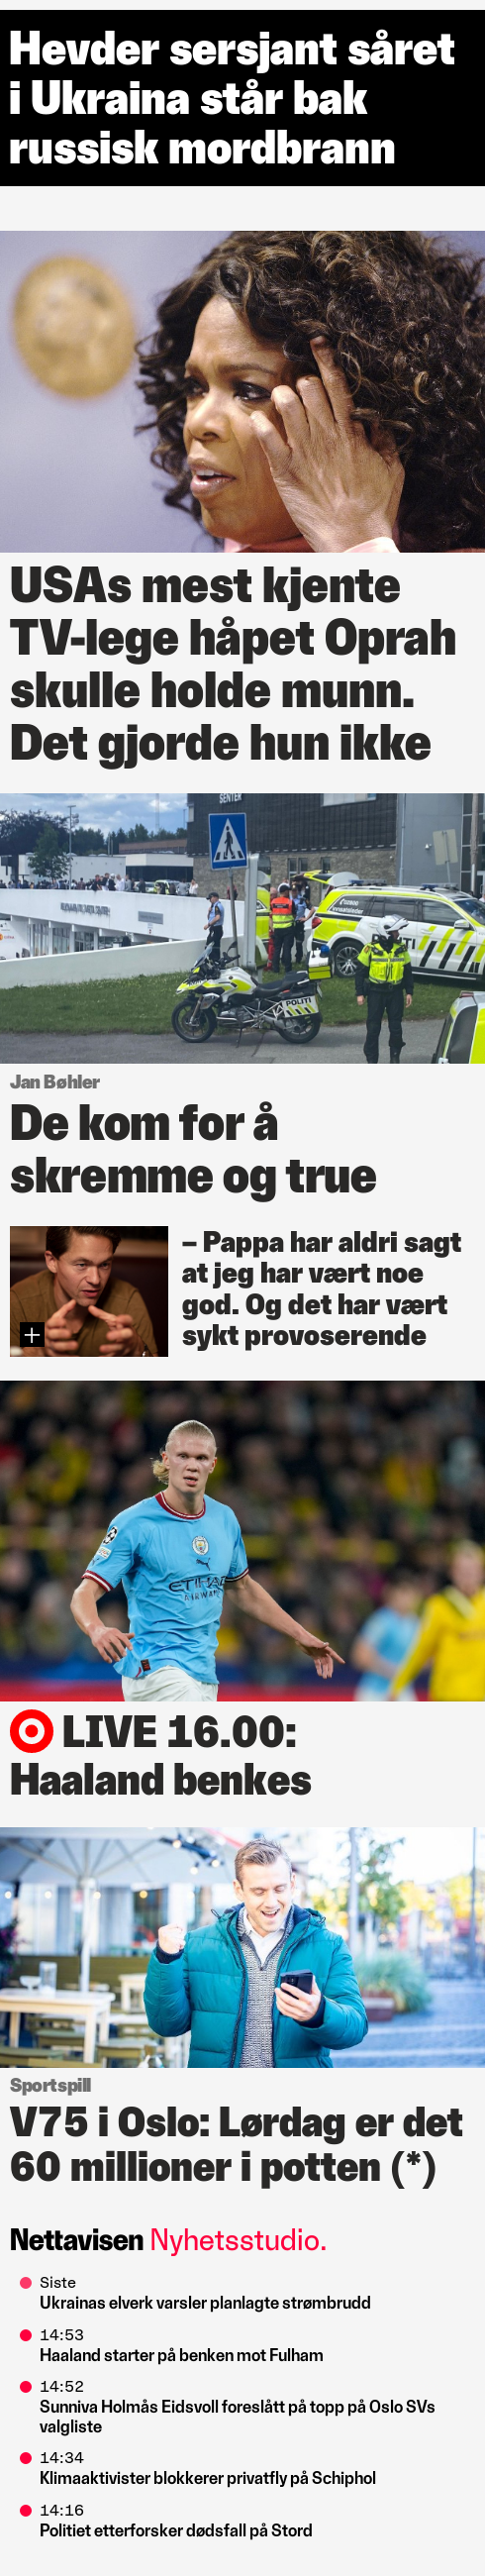 Hevder sersjant såret
i Ukraina står bak
russisk mordbrann
USAs mest kjente
TV-lege håpet Oprah
skulle holde munn.
Det gjorde hun ikke
SENTER
POLITI
Jan Bøhler
De kom for å
skremme og true
– Pappa har aldri sagt
at jeg har vært noe
god. Og det har vært
sykt provoserende
ETIHAD
AIRWAYS
LIVE 16.00:
Haaland benkes
Sportspill
V75 i Oslo: Lørdag er det
60 millioner i potten (*)
Nettavisen Nyhetsstudio.
Siste
Ukrainas elverk varsler planlagte strømbrudd
14:53
Haaland starter på benken mot Fulham
14:52
Sunniva Holmås Eidsvoll foreslått på topp på Oslo SVs
valgliste
14:34
Klimaaktivister blokkerer privatfly på Schiphol
14:16
Politiet etterforsker dødsfall på Stord